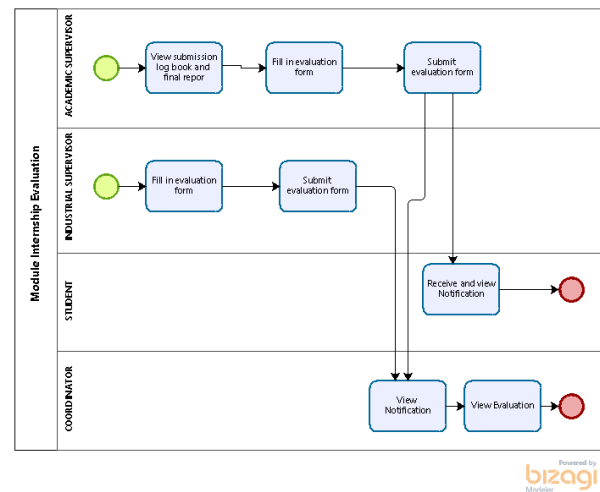 Module Internship Evaluation
ACADEMIC SUPERVISOR
View submission
log book and
final repor
Fill in evaluation
form
Submit
evaluation form
INDUSTRIAL SUPERVISOR
Fill in evaluation
form
Submit
evaluation form
STUDENT
Receive and view
Notification
COORDINATOR
View
Notification
View Evaluation
Powered by
bizagi
Modeler